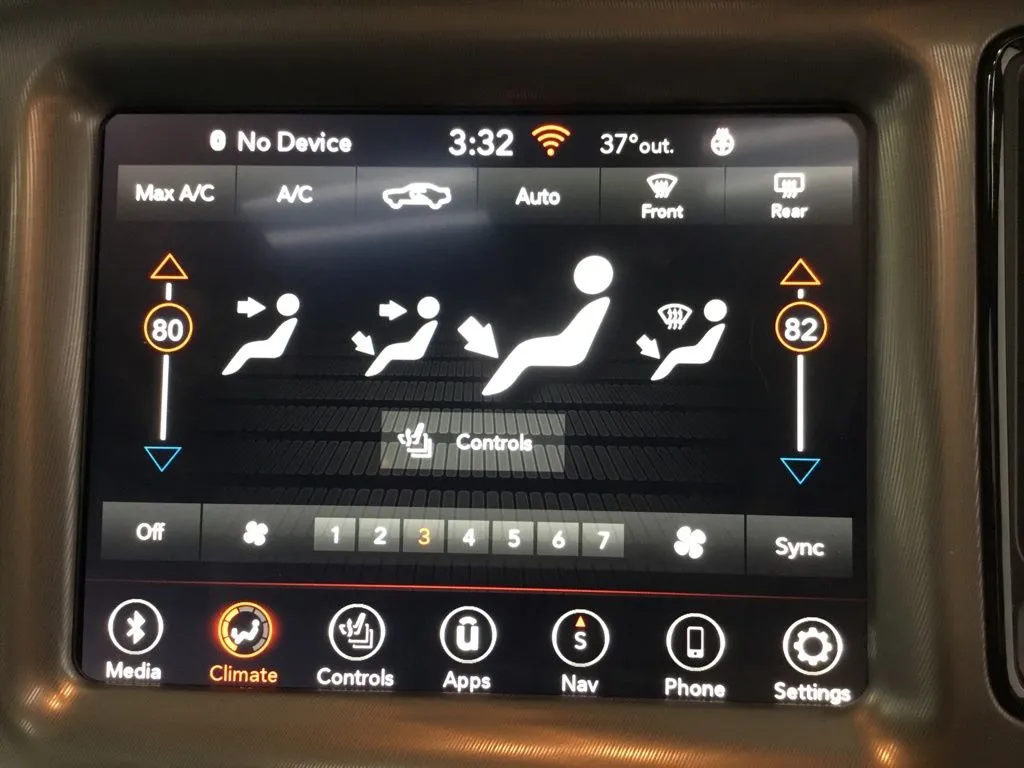 No Device 3:32 37°out.
Max A/C A/C Auto Front Rear
80 82
Controls
Off 1 2 3 4 5 6 7 Sync
S
Media Climate Controls Apps Nav Phone Settings